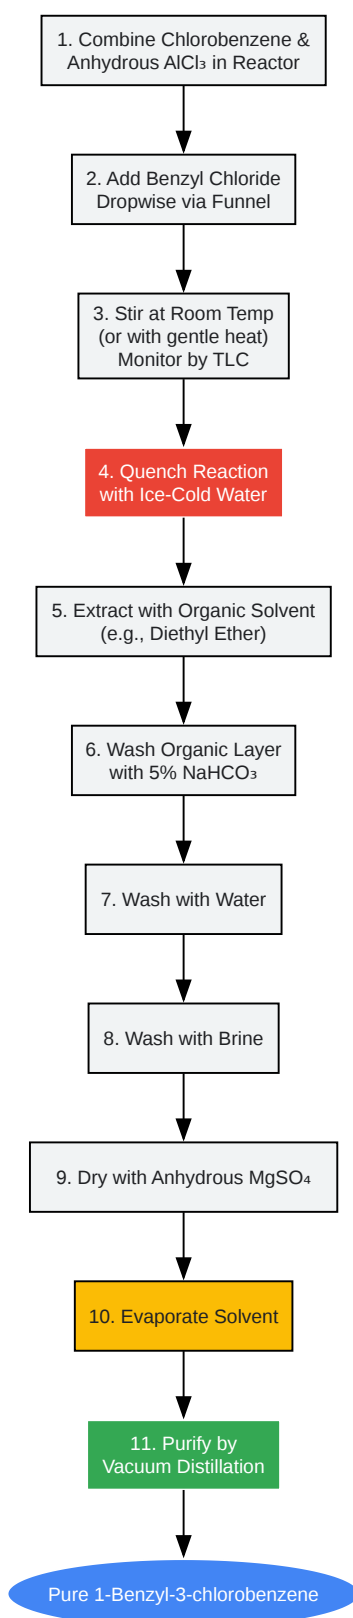 1. Combine Chlorobenzene &
Anhydrous AlCl₃ in Reactor
2. Add Benzyl Chloride
Dropwise via Funnel
3. Stir at Room Temp
(or with gentle heat)
Monitor by TLC
4. Quench Reaction
with Ice-Cold Water
5. Extract with Organic Solvent
(e.g., Diethyl Ether)
6. Wash Organic Layer
with 5% NaHCO₃
7. Wash with Water
8. Wash with Brine
9. Dry with Anhydrous MgSO₄
10. Evaporate Solvent
11. Purify by
Vacuum Distillation
Pure 1-Benzyl-3-chlorobenzene